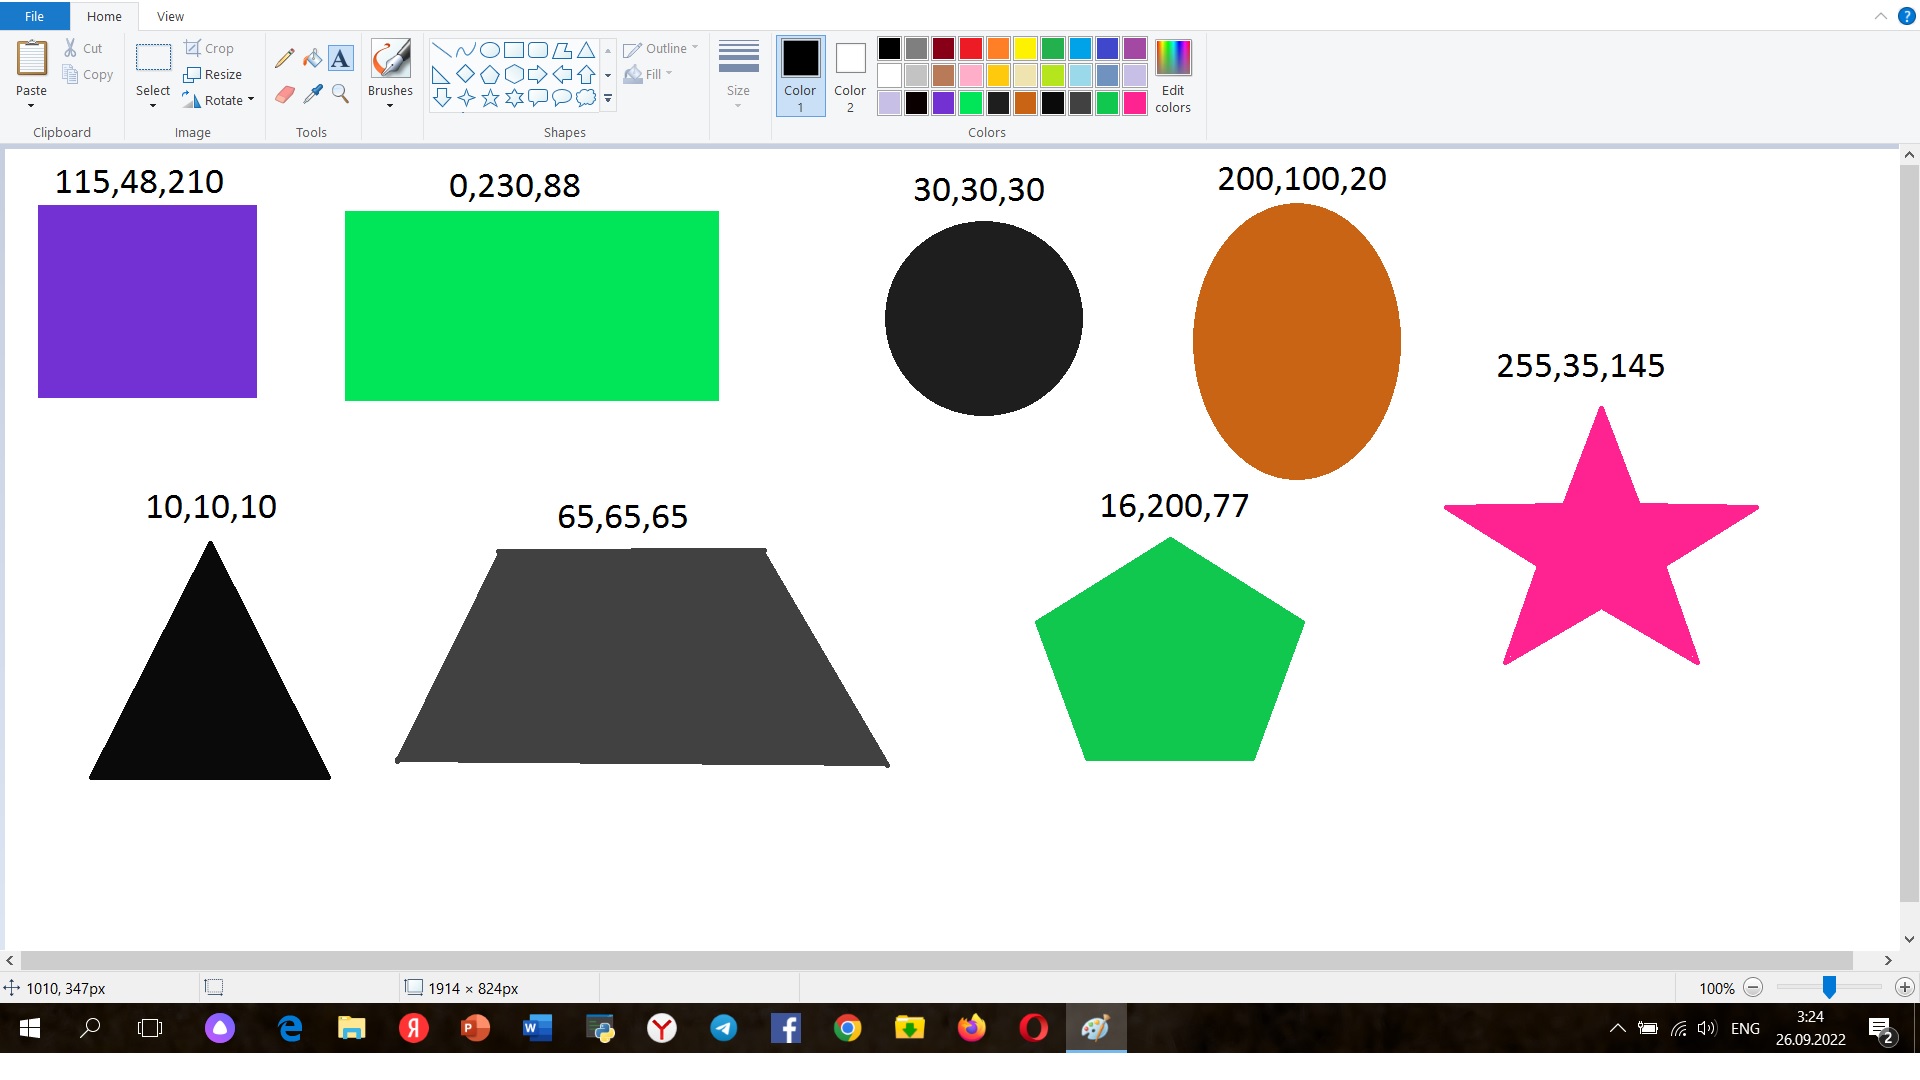 File Home View
Paste
Cut
Copy
Clipboard
Select
Crop
Resize
Rotate
Image
A
Tools
Brushes
Outline
Fill
Shapes
Size
Color
1
Color
2
Edit
colors
Colors
115,48,210
0,230,88
30,30,30
200,100,20
255,35,145
10,10,10
65,65,65
16,200,77
1010, 347px
1914 × 824px
100%
ENG
3:24
26.09.2022
2